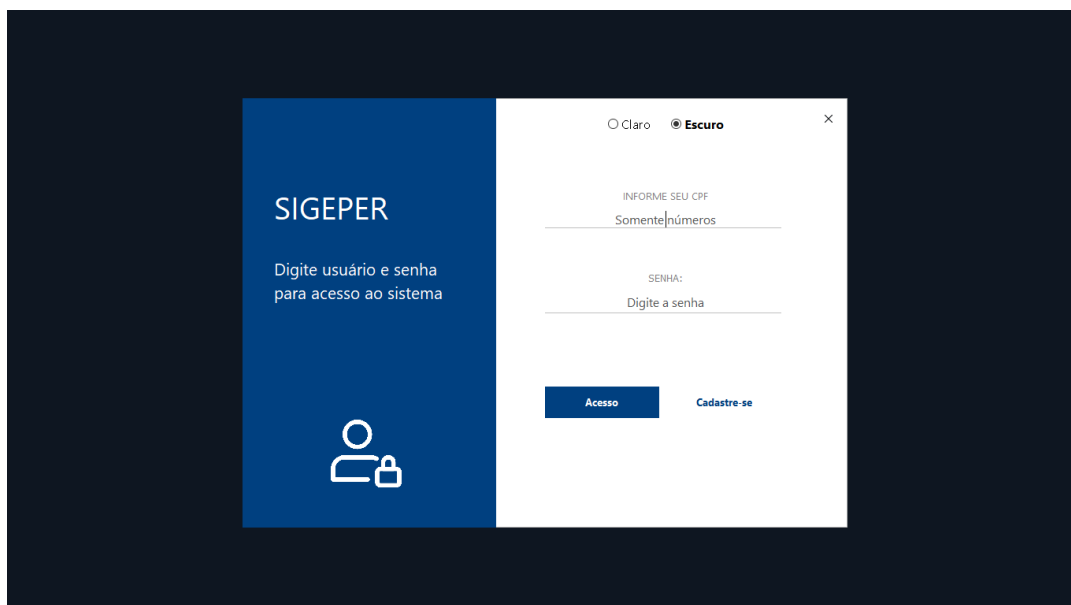 Claro Escuro ×
SIGEPER
Digite usuário e senha
para acesso ao sistema
INFORME SEU CPF
Somente números
SENHA:
Digite a senha
Acesso Cadastre-se